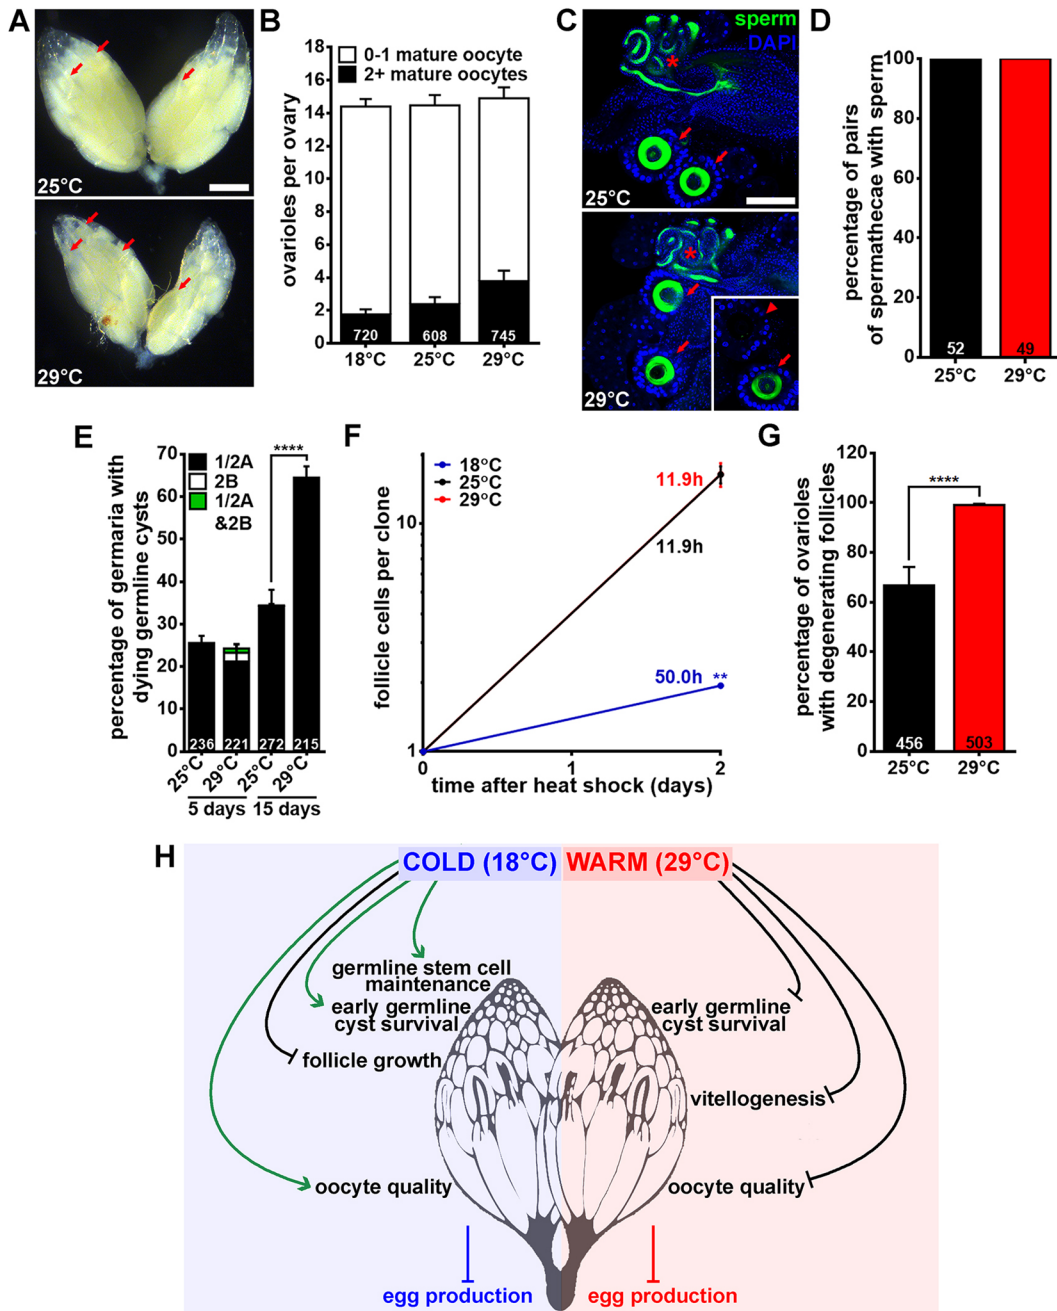 A
25°C
29°C
B
ovarioles per ovary
18
16
14
12
10
8
6
4
2
0
0-1 mature oocyte
2+ mature oocytes
720
608
745
18°C
25°C
29°C
C
sperm
DAPI
*
25°C
*
29°C
D
percentage of pairs
of spermathecae with sperm
100
80
60
40
20
0
52
49
25°C
29°C
E
percentage of germaria with
dying germline cysts
70
60
50
40
30
20
10
0
1/2A
2B
1/2A
&2B
****
236
221
272
215
25°C
29°C
25°C
29°C
5 days
15 days
F
follicle cells per clone
18°C
25°C
29°C
10
1
11.9h
11.9h
50.0h
**
0
1
2
time after heat shock (days)
G
percentage of ovarioles
with degenerating follicles
120
100
80
60
40
20
0
****
456
503
25°C
29°C
H
COLD (18°C)
WARM (29°C)
germline stem cell
maintenance
early germline
cyst survival
follicle growth
oocyte quality
egg production
early germline
cyst survival
vitellogenesis
oocyte quality
egg production